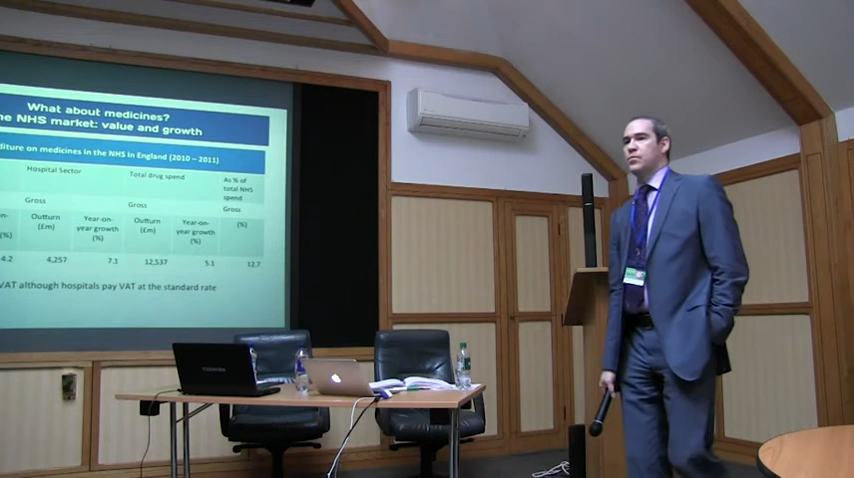 What about medicines?
NHS market: value and growth
on medicines in the NHS in England (2010 – 2011)
Hospital Sector
Total drug spend
As % of
total NHS
spend
Gross
Gross
Gross
(%)
Outturn
(£m)
Year-on-
year growth
(%)
Outturn
(£m)
Year-on-
year growth
(%)
(%)
4.2
4,257
7.1
12,537
5.1
12.7
VAT although hospitals pay VAT at the standard rate
TOSHIBA